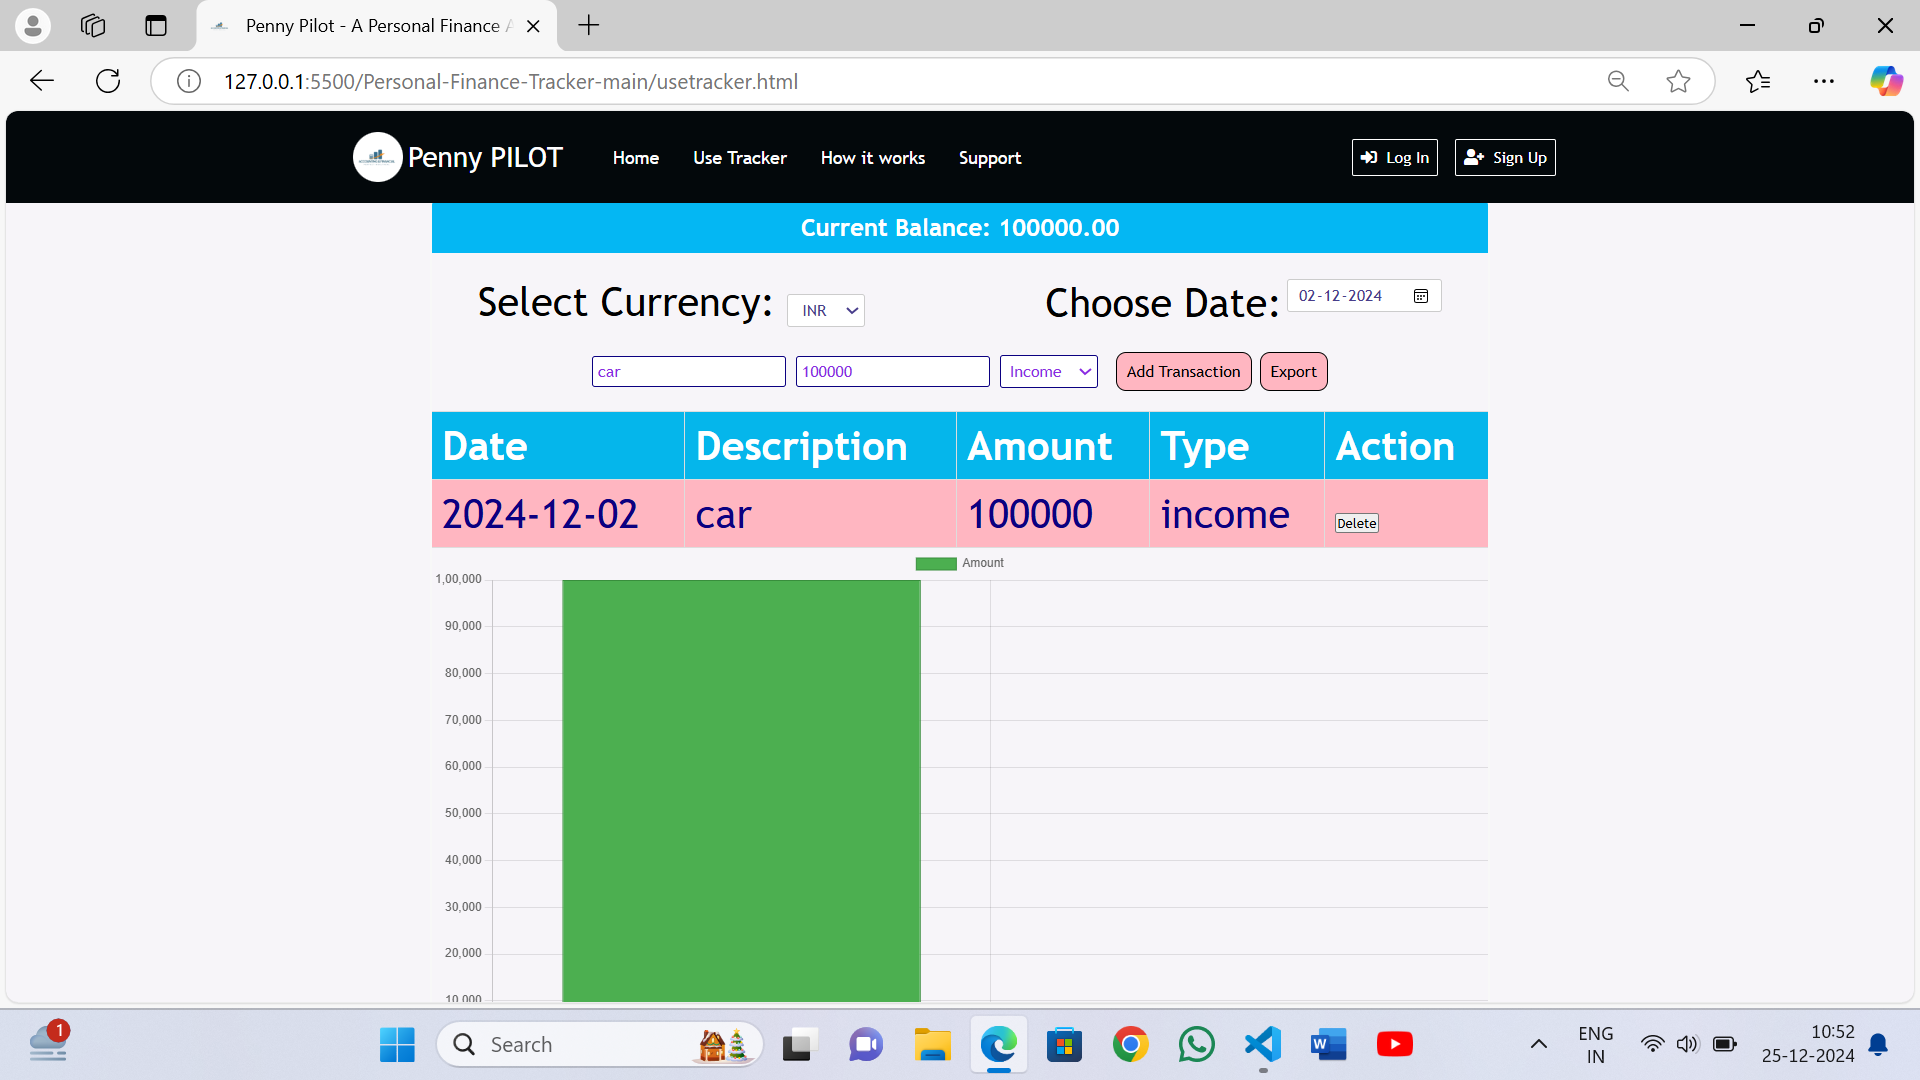 Penny Pilot - A Personal Finance A
127.0.0.1:5500/Personal-Finance-Tracker-main/usetracker.html
Penny PILOT Home Use Tracker How it works Support Log In Sign Up
Current Balance: 100000.00
Select Currency: INR Choose Date: 02-12-2024
car 100000 Income Add Transaction Export
Date Description Amount Type Action
2024-12-02 car 100000 income Delete
Amount
1,00,000
90,000
80,000
70,000
60,000
50,000
40,000
30,000
20,000
10,000
1 Search ENG 10:52
IN 25-12-2024